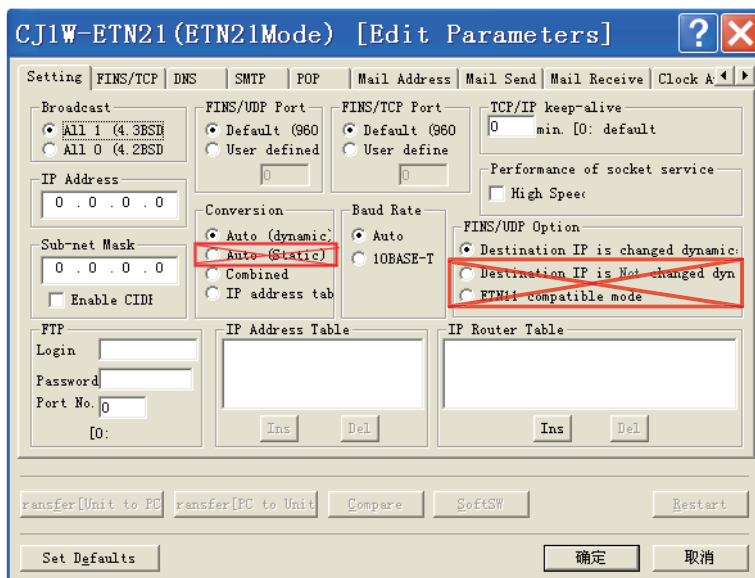 CJ1W-ETN21(ETN21Mode) [Edit Parameters]
Setting FINS/TCP DNS SMTP POP Mail Address Mail Send Mail Receive Clock A
Broadcast
All 1 (4.3BSD
All 0 (4.2BSD
FINS/UDP Port
Default (960
User defined
0
FINS/TCP Port
Default (960
User define
0
TCP/IP keep-alive
0 min. [0: default
IP Address
0 . 0 . 0 . 0
Performance of socket service
High Speed
Sub-net Mask
0 . 0 . 0 . 0
Enable CIDR
Conversion
Auto (dynamic)
Auto (Static)
Combined
IP address tab
Baud Rate
Auto
10BASE-T
FINS/UDP Option
Destination IP is changed dynamic
Destination IP is Not changed dyn
ETN11 compatible mode
FTP
Login
Password
Port No. 0
[0:
IP Address Table
Ins Del
IP Router Table
Ins Del
ransfer[Unit to PC ransfer[PC to Unit Compare SoftSW Restart
Set Defaults 确定 取消